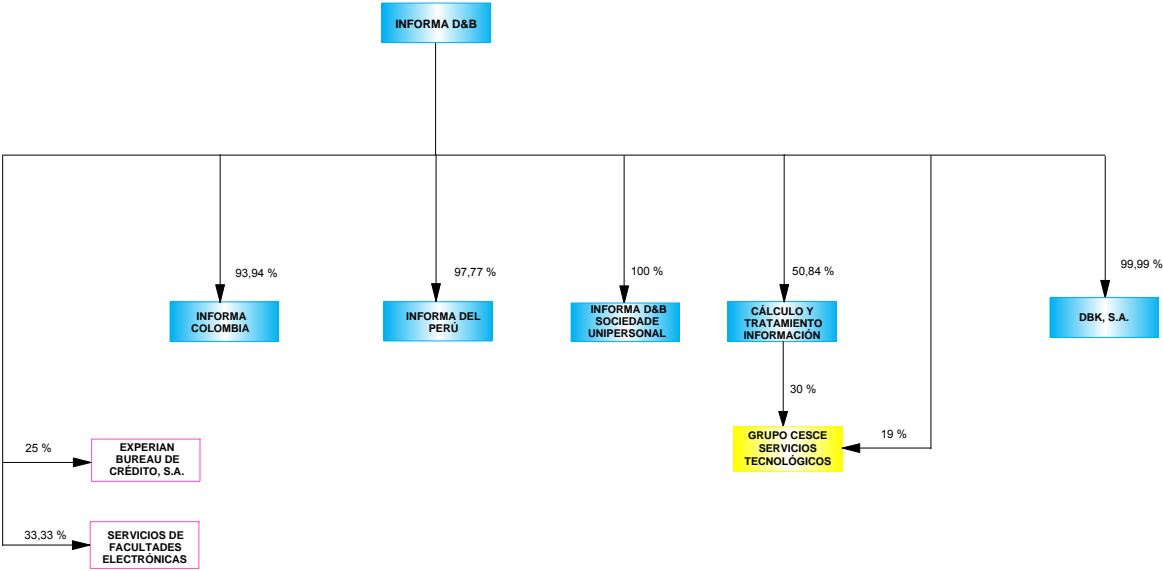 INFORMA D&B
93,94 %
97,77 %
100 %
50,84 %
99,99 %
INFORMA
COLOMBIA
INFORMA DEL
PERÚ
INFORMA D&B
SOCIEDADE
UNIPERSONAL
CÁLCULO Y
TRATAMIENTO
INFORMACIÓN
DBK, S.A.
30 %
25 %
EXPERIAN
BUREAU DE
CRÉDITO, S.A.
GRUPO CESCE
SERVICIOS
TECNOLÓGICOS
19 %
33,33 %
SERVICIOS DE
FACULTADES
ELECTRÓNICAS